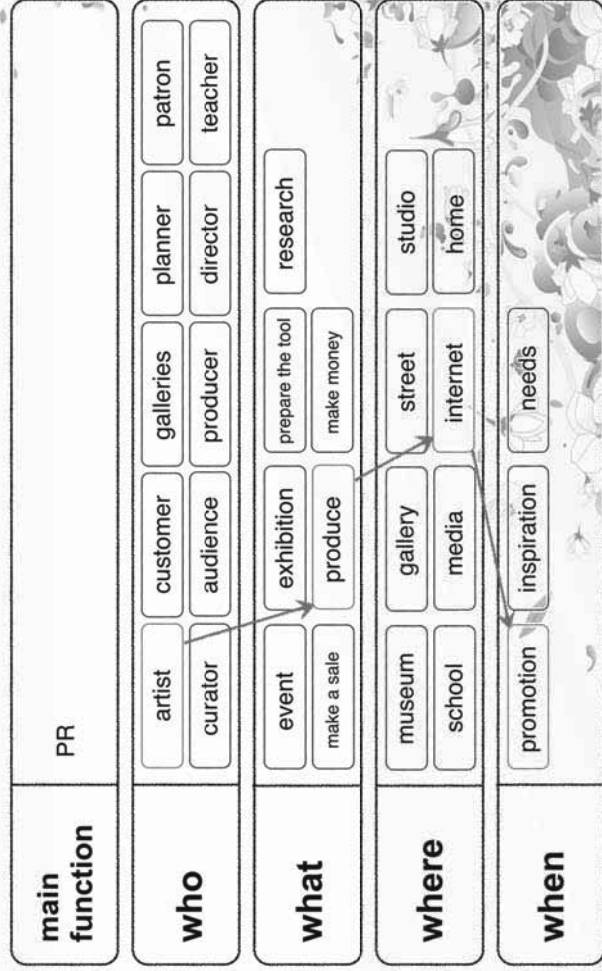 main
function
PR
who
artist customer galleries planner patron
curator audience producer director teacher
what
event exhibition prepare the tool research
make a sale produce make money
where
museum gallery street studio
school media internet home
when
promotion inspiration needs